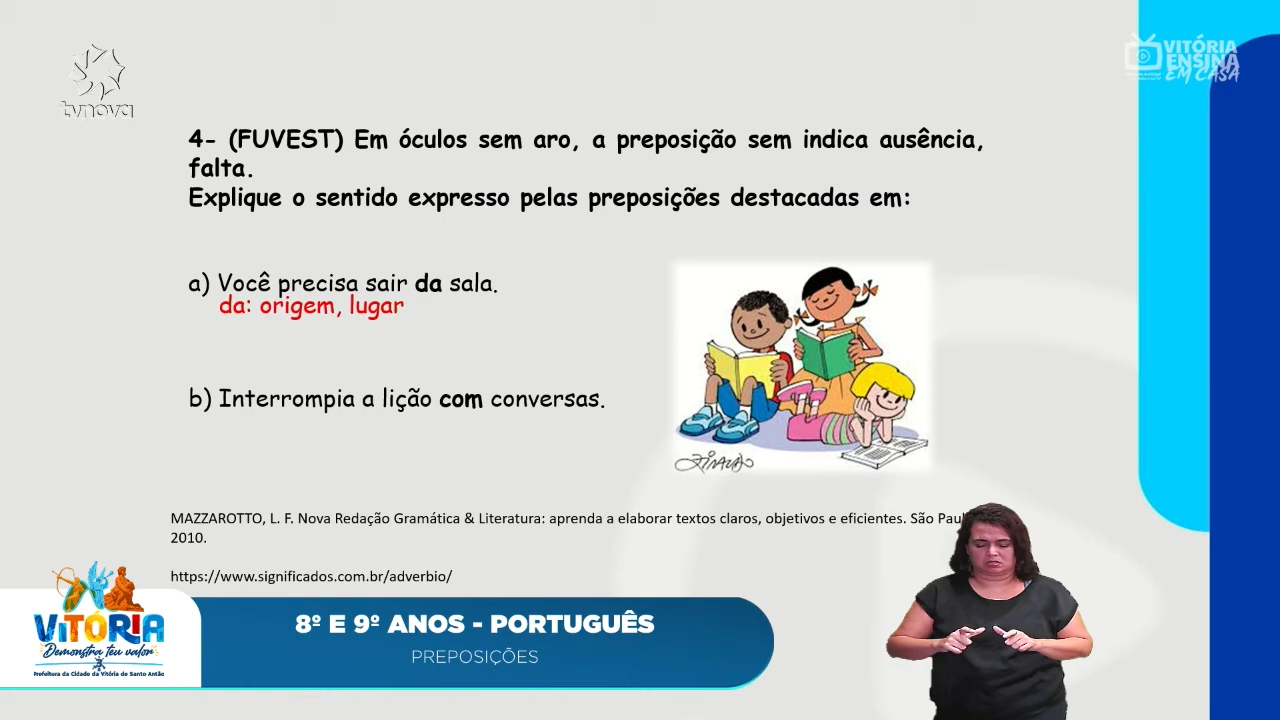 tvnova
VITÓRIA
ENSINA
EM CASA
4- (FUVEST) Em óculos sem aro, a preposição sem indica ausência,
falta.
Explique o sentido expresso pelas preposições destacadas em:
a) Você precisa sair da sala.
da: origem, lugar
b) Interrompia a lição com conversas.
MAZZAROTTO, L. F. Nova Redação Gramática & Literatura: aprenda a elaborar textos claros, objetivos e eficientes. São Paul
2010.
https://www.significados.com.br/adverbio/
VITÓRIA
Demonstra teu valor
Prefeitura da Cidade da Vitória de Santo Antão
8º E 9º ANOS - PORTUGUÊS
PREPOSIÇÕES